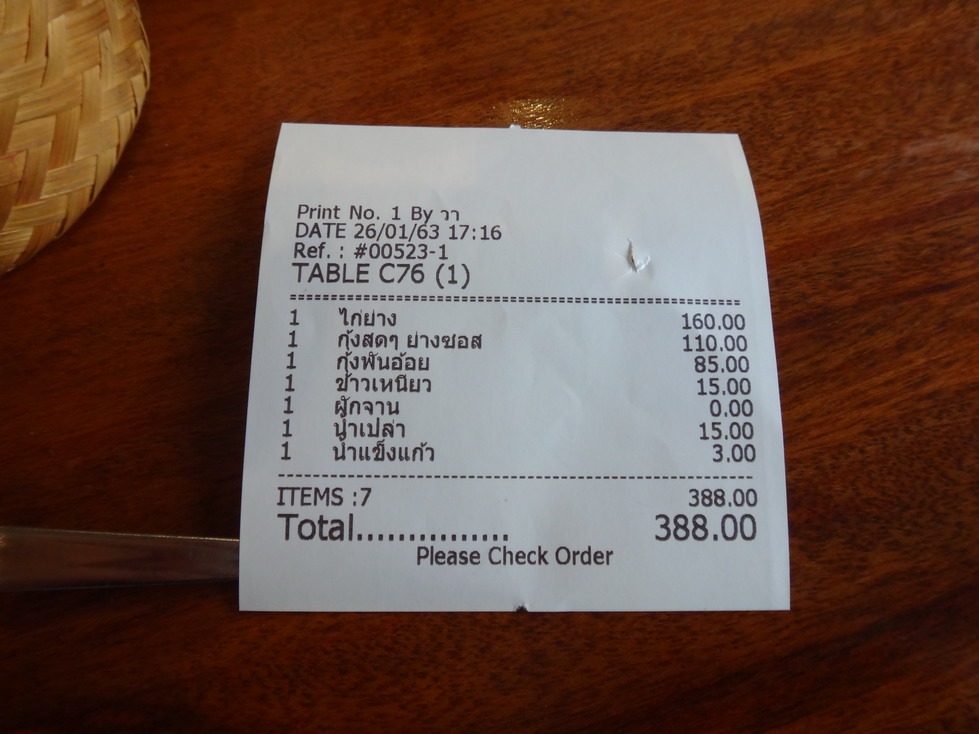 Print No. 1 By วา
DATE 26/01/63 17:16
Ref. : #00523-1
TABLE C76 (1)
1 ไก่ย่าง 160.00
1 กุ้งสดๆ ย่างซอส 110.00
1 กุ้งพันอ้อย 85.00
1 ข้าวเหนียว 15.00
1 ผักจาน 0.00
1 น้ำเปล่า 15.00
1 น้ำแข็งแก้ว 3.00
ITEMS :7 388.00
Total............... 388.00
Please Check Order